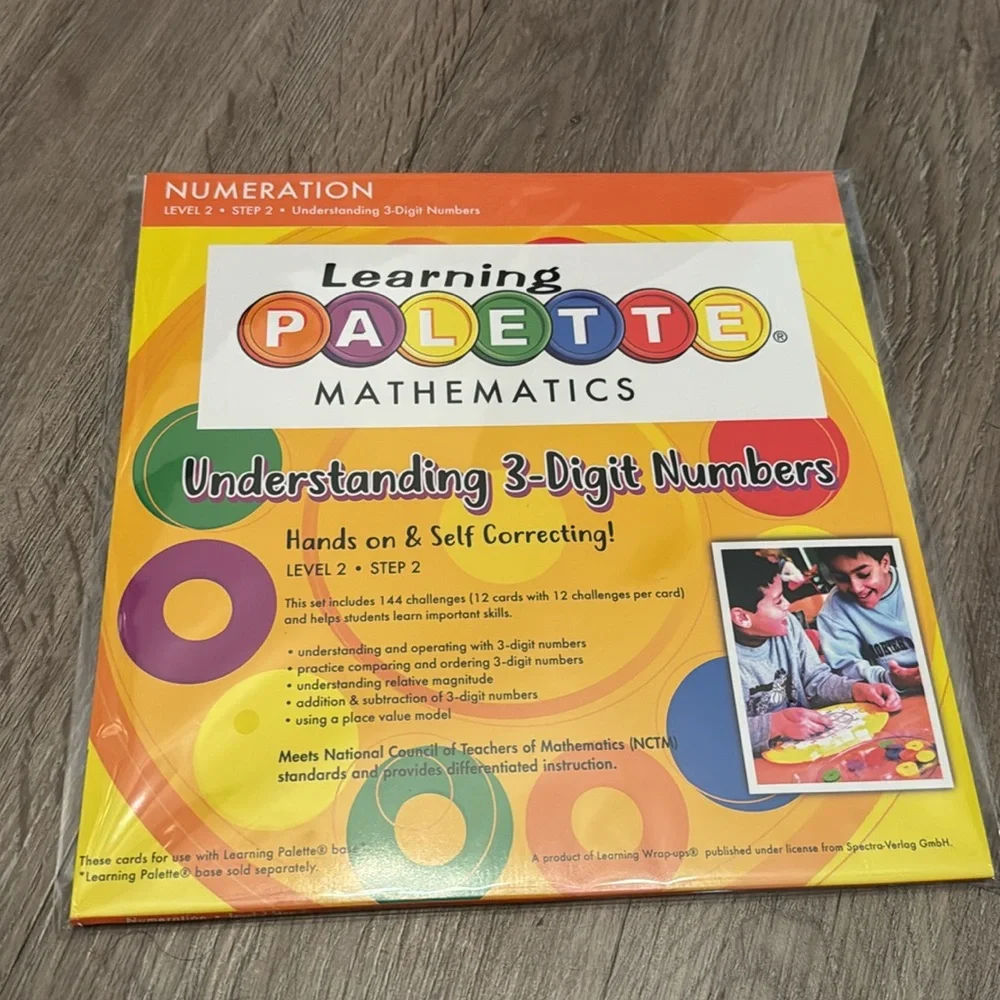 NUMERATION
LEVEL 2 • STEP 2 • Understanding 3-Digit Numbers
Learning
PALETTE®
MATHEMATICS
Understanding 3-Digit Numbers
Hands on & Self Correcting!
LEVEL 2 • STEP 2
This set includes 144 challenges (12 cards with 12 challenges per card)
and helps students learn important skills.
• understanding and operating with 3-digit numbers
• practice comparing and ordering 3-digit numbers
• understanding relative magnitude
• addition & subtraction of 3-digit numbers
• using a place value model
Meets National Council of Teachers of Mathematics (NCTM)
standards and provides differentiated instruction.
These cards for use with Learning Palette® base*
*Learning Palette® base sold separately.
A product of Learning Wrap-ups® published under license from Spectra-Verlag GmbH.
Numeration